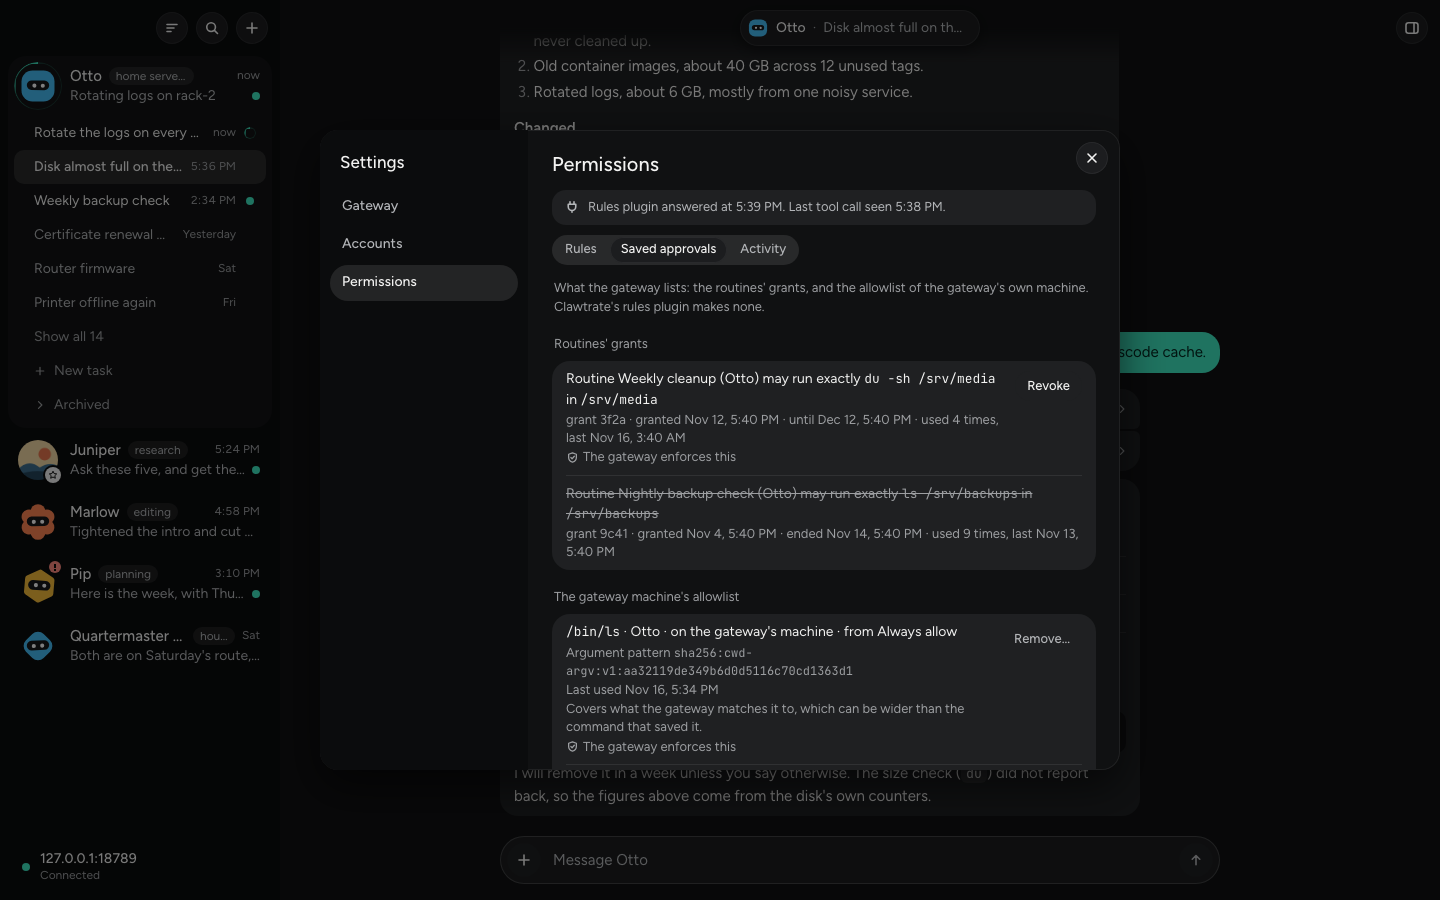 Otto · Disk almost full on th…
Otto home serve… now
Rotating logs on rack-2
Rotate the logs on every … now
Disk almost full on the… 5:36 PM
Weekly backup check 2:34 PM
Certificate renewal … Yesterday
Router firmware Sat
Printer offline again Fri
Show all 14
New task
Archived
Juniper research 5:24 PM
Ask these five, and get the…
Marlow editing 4:58 PM
Tightened the intro and cut …
Pip planning 3:10 PM
Here is the week, with Thu…
Quartermaster … hou… Sat
Both are on Saturday's route,…
127.0.0.1:18789
Connected
never cleaned up.
2. Old container images, about 40 GB across 12 unused tags.
3. Rotated logs, about 6 GB, mostly from one noisy service.
Changed
scode cache.
Settings
Gateway
Accounts
Permissions
Permissions
Rules plugin answered at 5:39 PM. Last tool call seen 5:38 PM.
Rules Saved approvals Activity
What the gateway lists: the routines' grants, and the allowlist of the gateway's own machine.
Clawtrate's rules plugin makes none.
Routines' grants
Routine Weekly cleanup (Otto) may run exactly du -sh /srv/media
in /srv/media
Revoke
grant 3f2a · granted Nov 12, 5:40 PM · until Dec 12, 5:40 PM · used 4 times,
last Nov 16, 3:40 AM
The gateway enforces this
Routine Nightly backup check (Otto) may run exactly ls /srv/backups in
/srv/backups
grant 9c41 · granted Nov 4, 5:40 PM · ended Nov 14, 5:40 PM · used 9 times, last Nov 13,
5:40 PM
The gateway machine's allowlist
/bin/ls · Otto · on the gateway's machine · from Always allow
Remove…
Argument pattern sha256:cwd-
argv:v1:aa32119de349b6d0d5116c70cd1363d1
Last used Nov 16, 5:34 PM
Covers what the gateway matches it to, which can be wider than the
command that saved it.
The gateway enforces this
I will remove it in a week unless you say otherwise. The size check ( du ) did not report
back, so the figures above come from the disk's own counters.
Message Otto